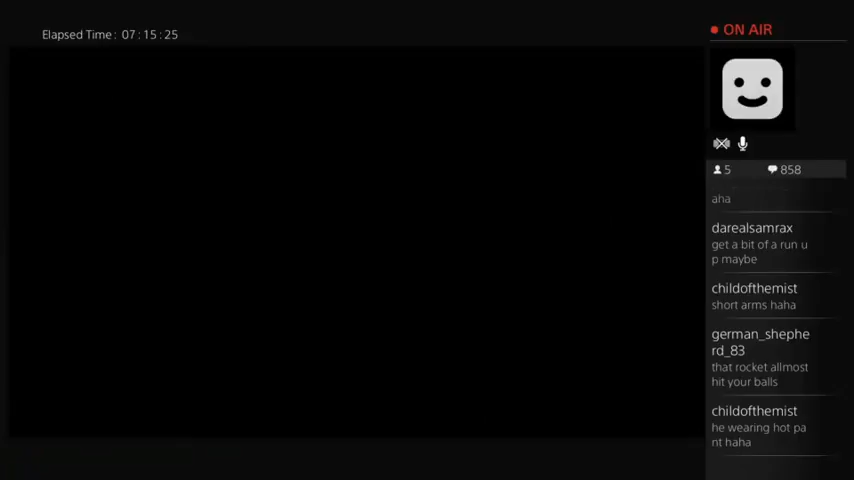 Elapsed Time: 07:15:25
ON AIR
5 858
aha
darealsamrax
get a bit of a run u
p maybe
childofthemist
short arms haha
german_shephe
rd_83
that rocket allmost
hit your balls
childofthemist
he wearing hot pa
nt haha